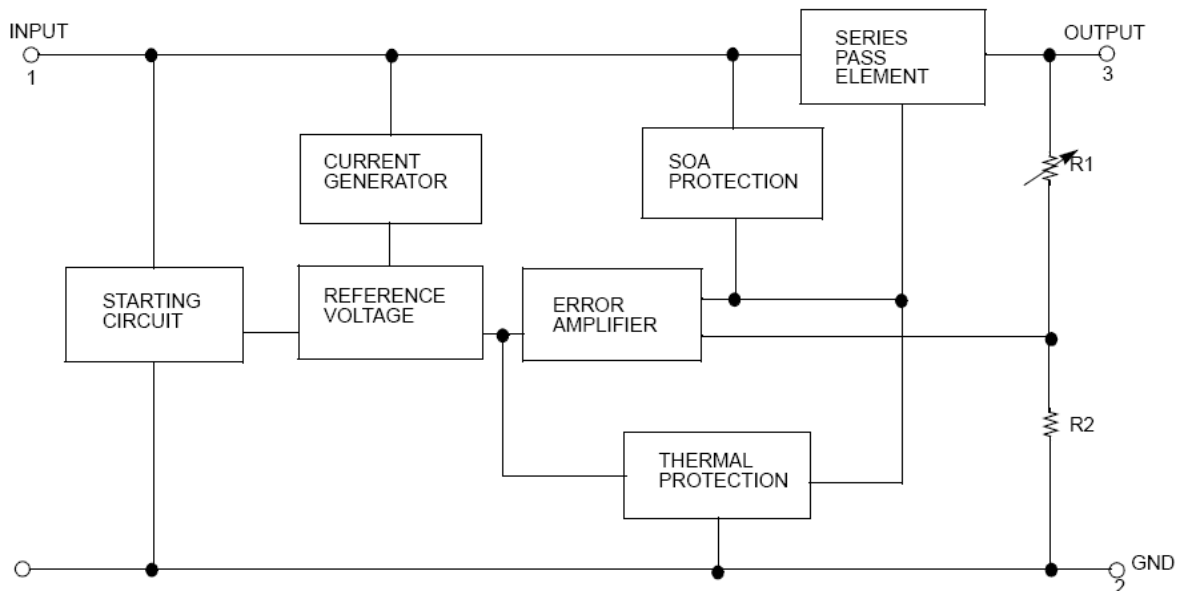 INPUT
1
SERIES
PASS
ELEMENT
OUTPUT
3
CURRENT
GENERATOR
SOA
PROTECTION
R1
STARTING
CIRCUIT
REFERENCE
VOLTAGE
ERROR
AMPLIFIER
R2
THERMAL
PROTECTION
GND
2